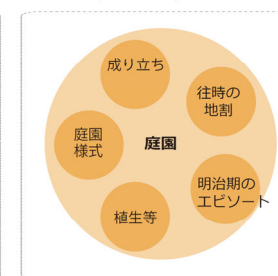 成り立ち
往時の
地割
庭園
様式
庭園
明治期の
エピソート
植生等